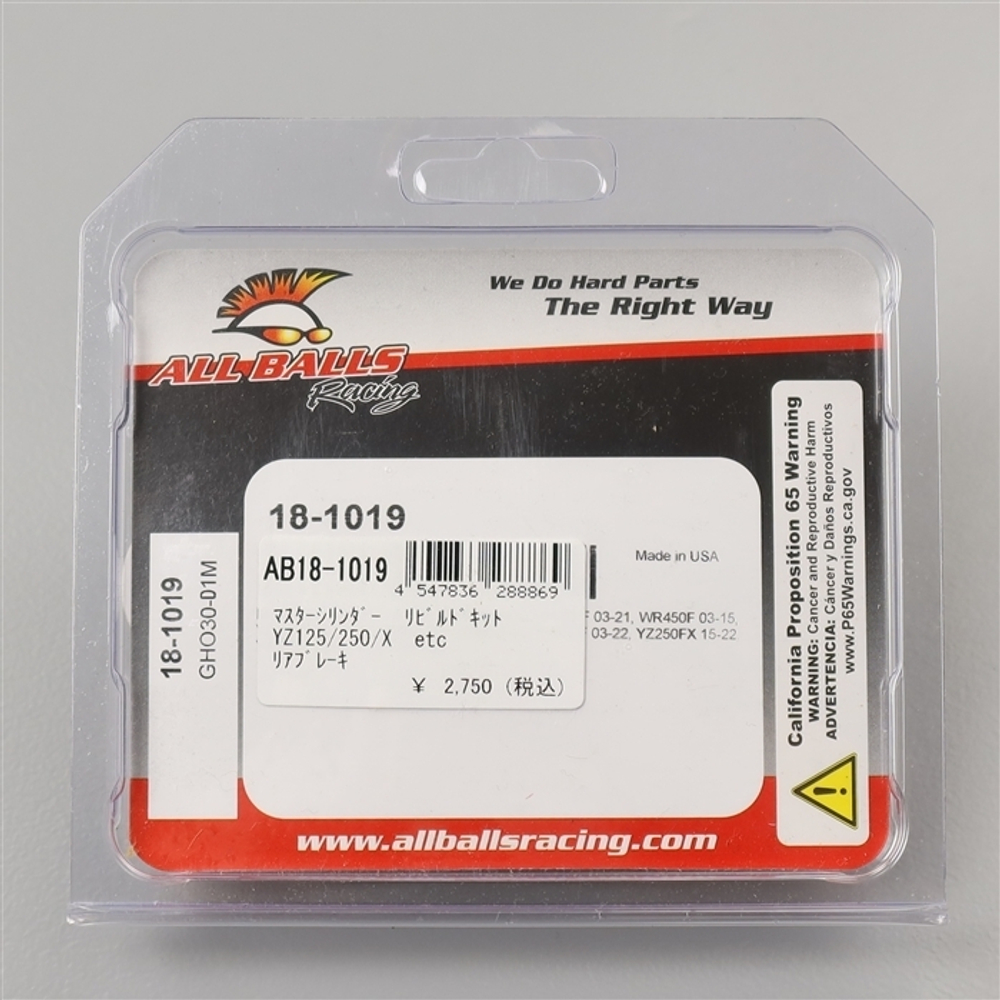 We Do Hard Parts
The Right Way
ALL BALLS
Racing
18-1019
Made in USA
03-21, WR450F 03-15,
03-22, YZ250FX 15-22
AB18-1019
4 547836 288869
マスターシリンダー リビルドキット
YZ125/250/X etc
リアブレーキ
¥ 2,750 (税込)
18-1019
GHO30-01M
California Proposition 65 Warning
WARNING: Cancer and Reproductive Harm
ADVERTENCIA: Cáncer y Daños Reproductivos
www.P65Warnings.ca.gov
www.allballsracing.com